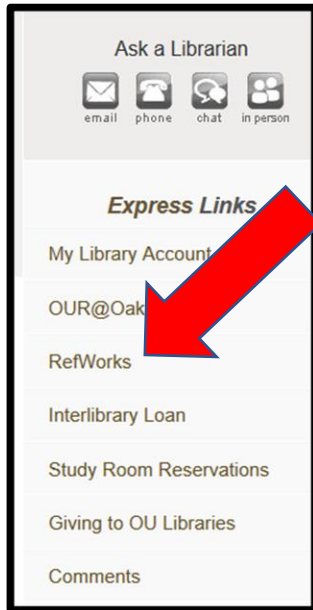 Ask a Librarian
email phone chat in person
Express Links
My Library Account
OUR@Oak
RefWorks
Interlibrary Loan
Study Room Reservations
Giving to OU Libraries
Comments